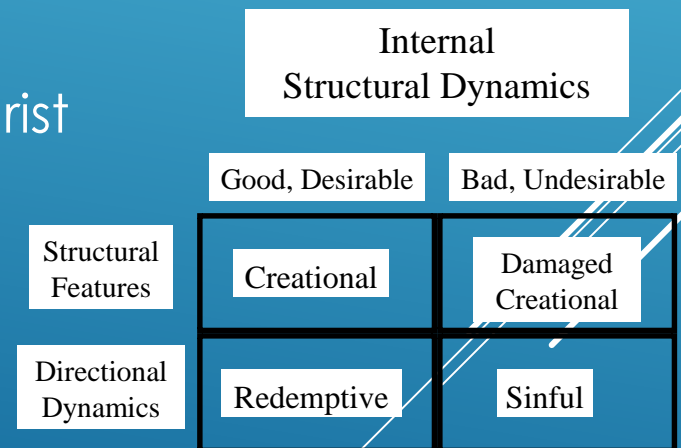 Internal
Structural Dynamics
rist
Good, Desirable
Bad, Undesirable
Structural
Features
Creational
Damaged
Creational
Directional
Dynamics
Redemptive
Sinful